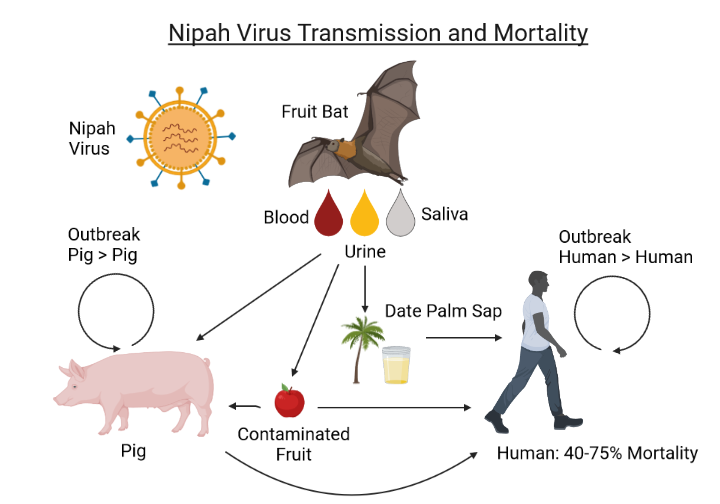 Nipah Virus Transmission and Mortality
Nipah
Virus
Fruit Bat
Blood
Saliva
Urine
Outbreak
Pig > Pig
Outbreak
Human > Human
Date Palm Sap
Contaminated
Fruit
Pig
Human: 40-75% Mortality